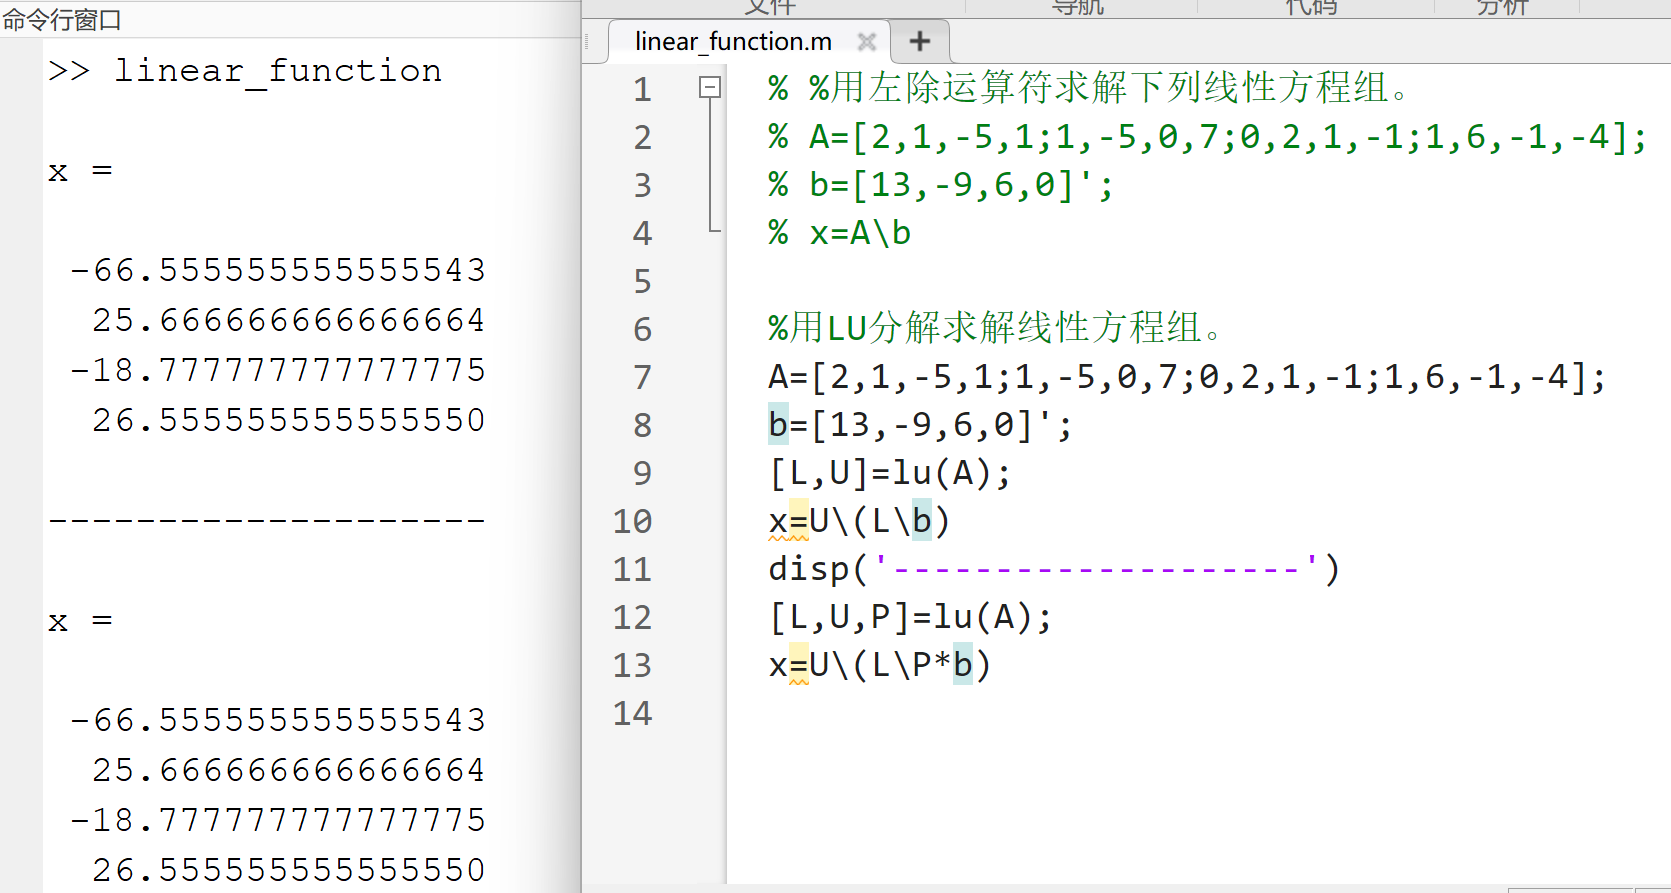 文件 导航 代码 分析
命令行窗口
>> linear_function
x =
-66.555555555555543
25.666666666666664
-18.777777777777775
26.555555555555550
--------------------
x =
-66.555555555555543
25.666666666666664
-18.777777777777775
26.555555555555550
linear_function.m
1 % %用左除运算符求解下列线性方程组。
2 % A=[2,1,-5,1;1,-5,0,7;0,2,1,-1;1,6,-1,-4];
3 % b=[13,-9,6,0]';
4 % x=A\b
5
6 %用LU分解求解线性方程组。
7 A=[2,1,-5,1;1,-5,0,7;0,2,1,-1;1,6,-1,-4];
8 b=[13,-9,6,0]';
9 [L,U]=lu(A);
10 x=U\(L\b)
11 disp('--------------------')
12 [L,U,P]=lu(A);
13 x=U\(L\P*b)
14